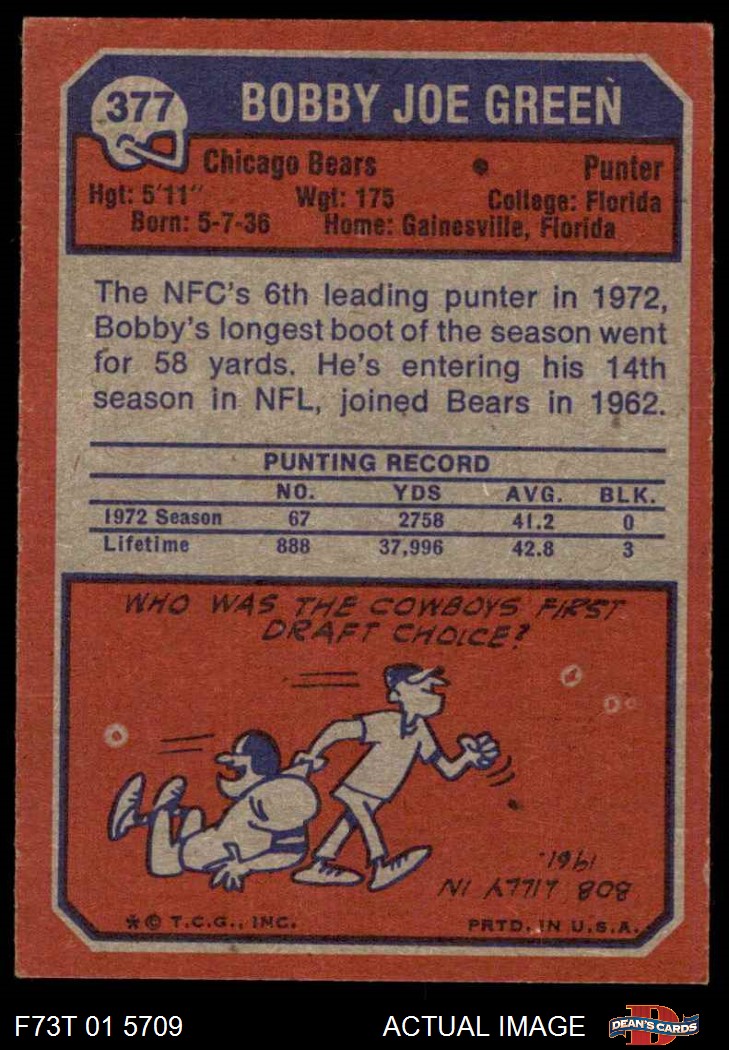 377
BOBBY JOE GREEN
Chicago Bears • Punter
Hgt: 5'11" Wgt: 175 College: Florida
Born: 5-7-36 Home: Gainesville, Florida
The NFC's 6th leading punter in 1972,
Bobby's longest boot of the season went
for 58 yards. He's entering his 14th
season in NFL, joined Bears in 1962.
PUNTING RECORD
NO. YDS AVG. BLK.
1972 Season 67 2758 41.2 0
Lifetime 888 37,996 42.8 3
WHO WAS THE COWBOYS FIRST
DRAFT CHOICE?
BOB LILLY IN
1961.
* © T.C.G., INC. PRTD. IN U.S.A.
F73T 01 5709 ACTUAL IMAGE
D
DEAN'S CARDS